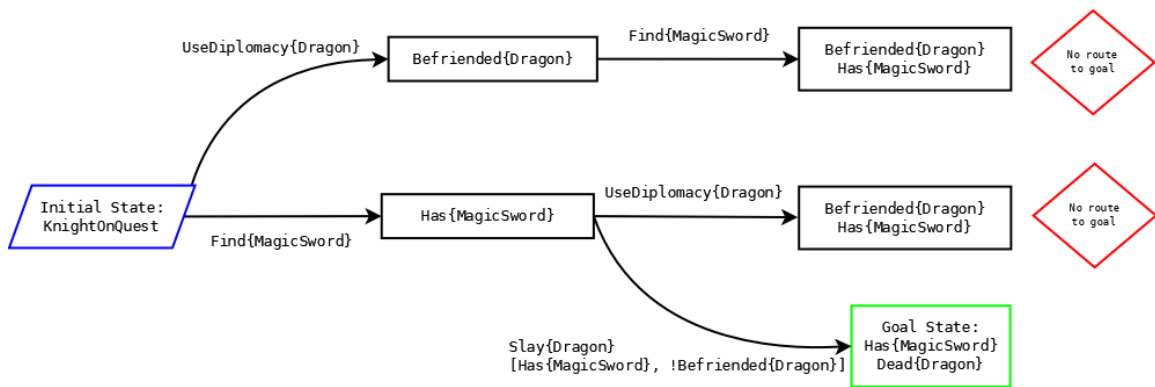 UseDiplomacy{Dragon}
Befriended{Dragon}
Find{MagicSword}
Befriended{Dragon}
Has{MagicSword}
No route
to goal
Initial State:
KnightOnQuest
Find{MagicSword}
Has{MagicSword}
UseDiplomacy{Dragon}
Befriended{Dragon}
Has{MagicSword}
No route
to goal
Slay{Dragon}
[Has{MagicSword}, !Befriended{Dragon}]
Goal State:
Has{MagicSword}
Dead{Dragon}